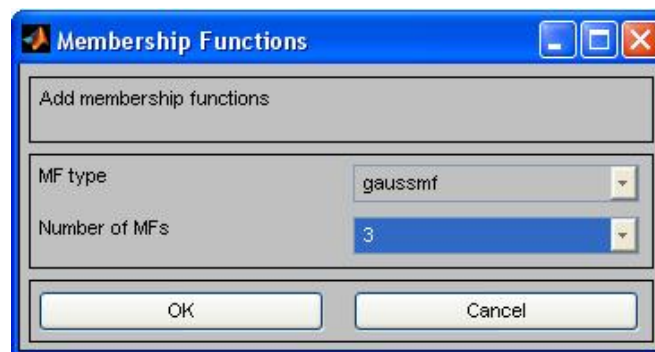 Membership Functions
Add membership functions
MF type
gaussmf
Number of MFs
3
OK
Cancel